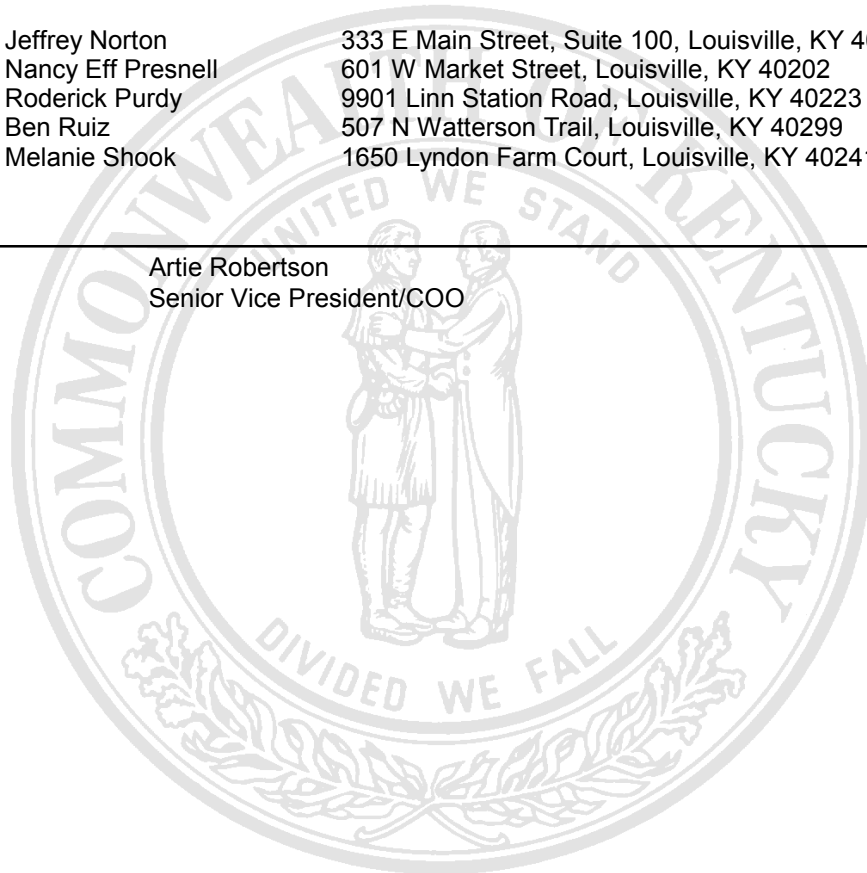 Jeffrey Norton 333 E Main Street, Suite 100, Louisville, KY
Nancy Eff Presnell 601 W Market Street, Louisville, KY 40202
Roderick Purdy 9901 Linn Station Road, Louisville, KY 40223
Ben Ruiz 507 N Watterson Trail, Louisville, KY 40299
Melanie Shook 1650 Lyndon Farm Court, Louisville, KY 40241
Artie Robertson
Senior Vice President/COO
COMMONWEALTH OF KENTUCKY
UNITED WE STAND
DIVIDED WE FALL